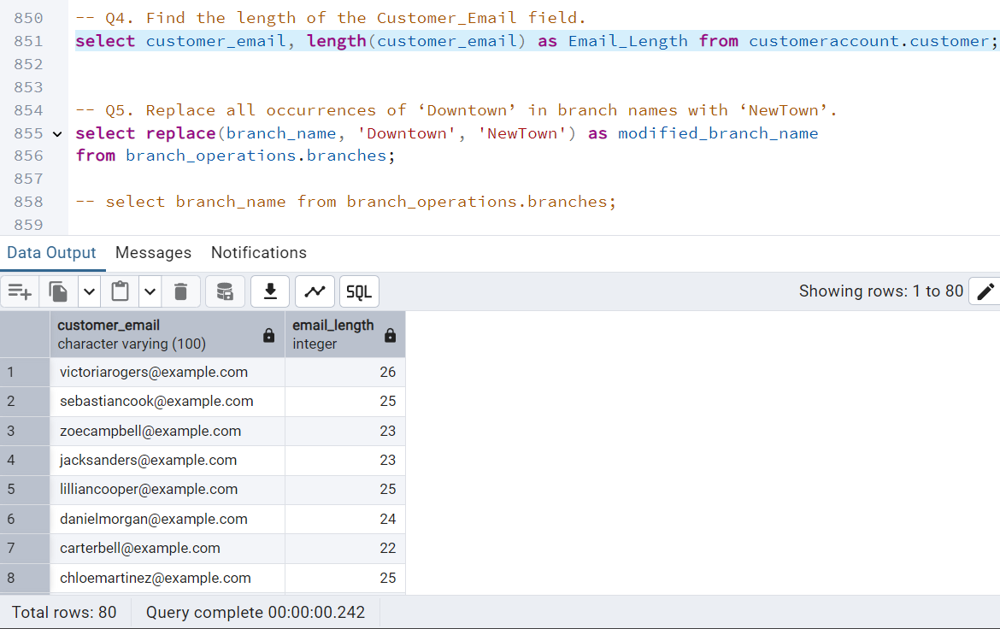 850 -- Q4. Find the length of the Customer_Email field.
851 select customer_email, length(customer_email) as Email_Length from customeraccount.customer;
852
853
854 -- Q5. Replace all occurrences of ‘Downtown’ in branch names with ‘NewTown’.
855 select replace(branch_name, 'Downtown', 'NewTown') as modified_branch_name
856 from branch_operations.branches;
857
858 -- select branch_name from branch_operations.branches;
859
Data Output Messages Notifications
SQL Showing rows: 1 to 80
customer_email email_length
character varying (100) integer
1 victoriarogers@example.com 26
2 sebastiancook@example.com 25
3 zoecampbell@example.com 23
4 jacksanders@example.com 23
5 lilliancooper@example.com 25
6 danielmorgan@example.com 24
7 carterbell@example.com 22
8 chloemartinez@example.com 25
Total rows: 80 Query complete 00:00:00.242